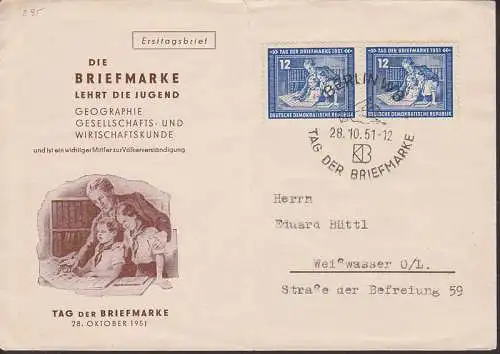 295
Ersttagsbrief
DIE
BRIEFMARKE
LEHRT DIE JUGEND
GEOGRAPHIE
GESELLSCHAFTS- UND
WIRTSCHAFTSKUNDE
und ist ein wichtiger Mittler zur Völkerverständigung
TAG DER BRIEFMARKE
28. OKTOBER 1951
TAG DER BRIEFMARKE 1951
12
DEUTSCHE DEMOKRATISCHE REPUBLIK
TAG DER BRIEFMARKE 1951
12
DEUTSCHE DEMOKRATISCHE REPUBLIK
BERLIN W8
28.10.51-12
TAG DER BRIEFMARKE
Herrn
Eduard Hüttl
Weißwasser O/L.
Straße der Befreiung 59